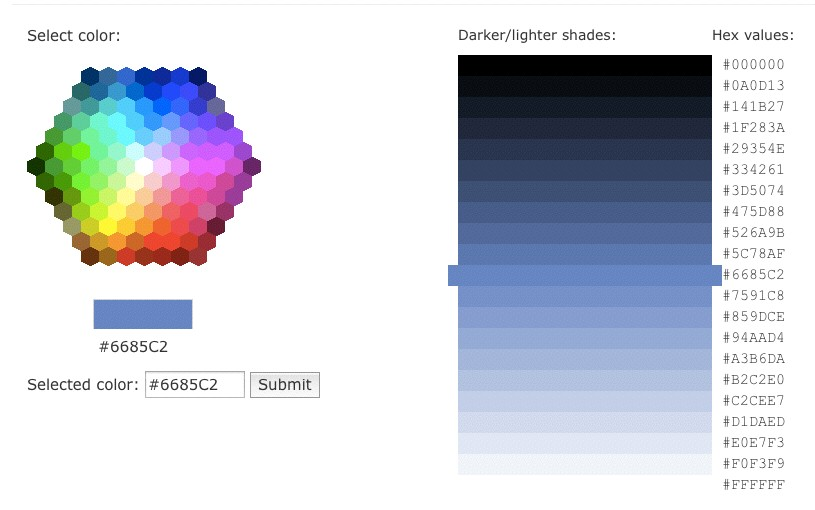 Select color:
Darker/lighter shades:
Hex values:
#000000
#0A0D13
#141B27
#1F283A
#29354E
#334261
#3D5074
#475D88
#526A9B
#5C78AF
#6685C2
#7591C8
#859DCE
#94AAD4
#A3B6DA
#B2C2E0
#C2CEE7
#D1DAED
#E0E7F3
#F0F3F9
#FFFFFF
#6685C2
Selected color: #6685C2 Submit